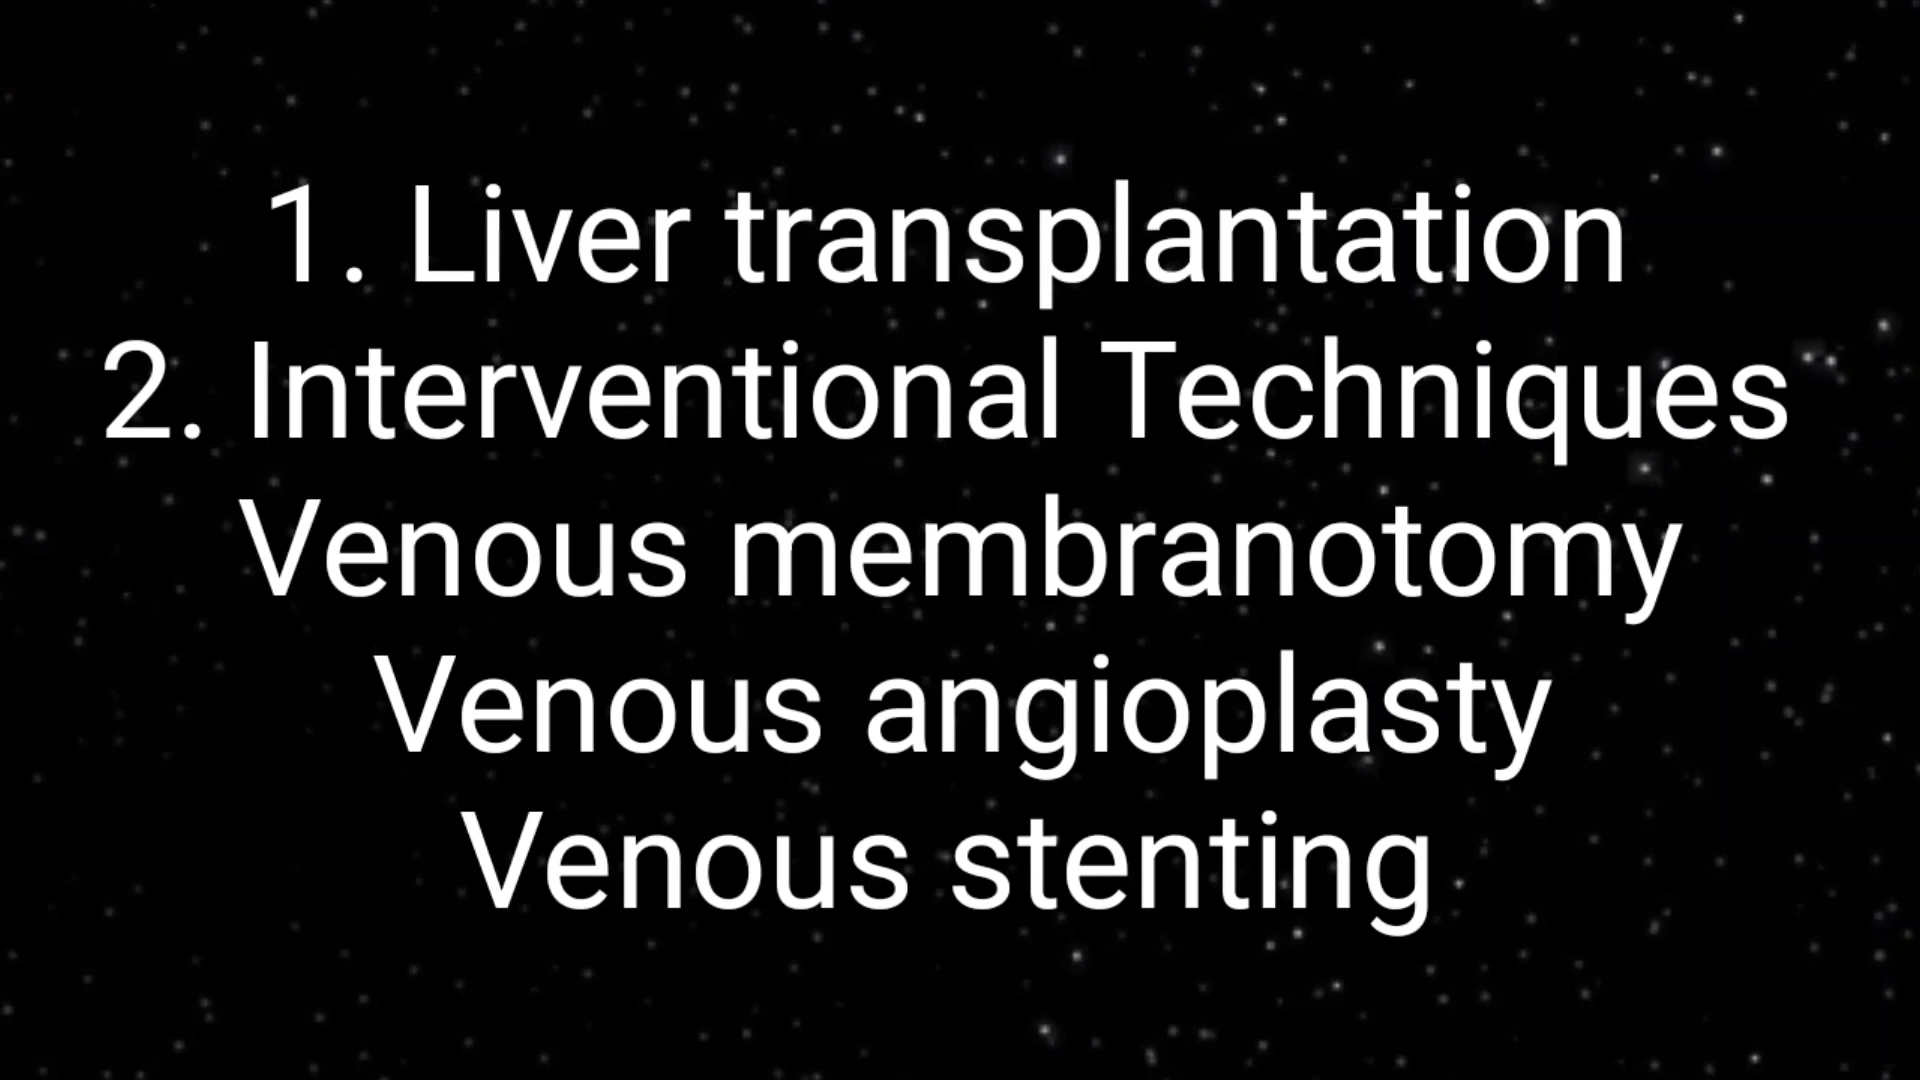 1. Liver transplantation
2. Interventional Techniques
Venous membranotomy
Venous angioplasty
Venous stenting